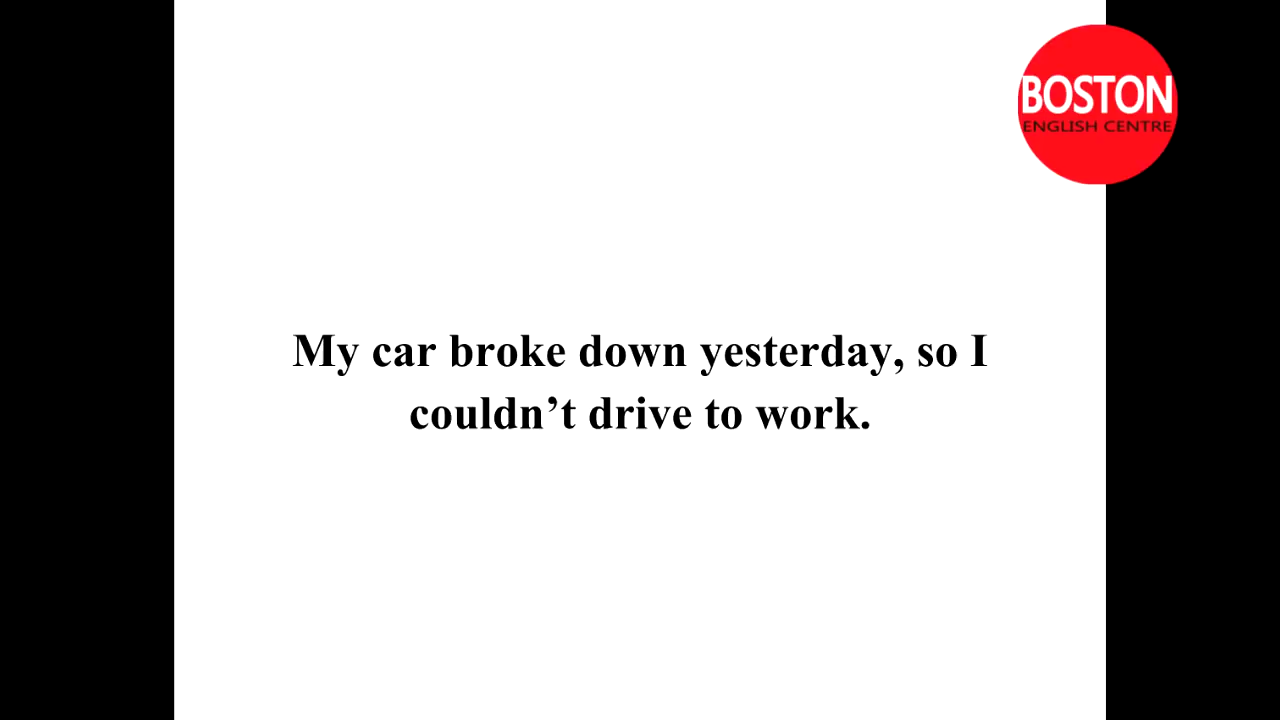 BOSTON
ENGLISH CENTRE
My car broke down yesterday, so I
couldn’t drive to work.